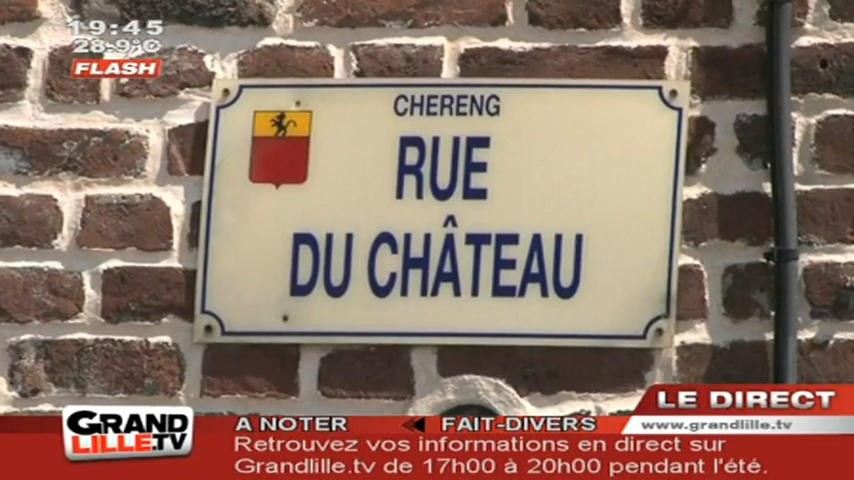 19:45
28-9°C
FLASH
CHERENG
RUE
DU CHÂTEAU
LE DIRECT
www.grandlille.tv
GRAND
LILLE.TV
A NOTER
FAIT-DIVERS
Retrouvez vos informations en direct sur
Grandlille.tv de 17h00 à 20h00 pendant l'été.